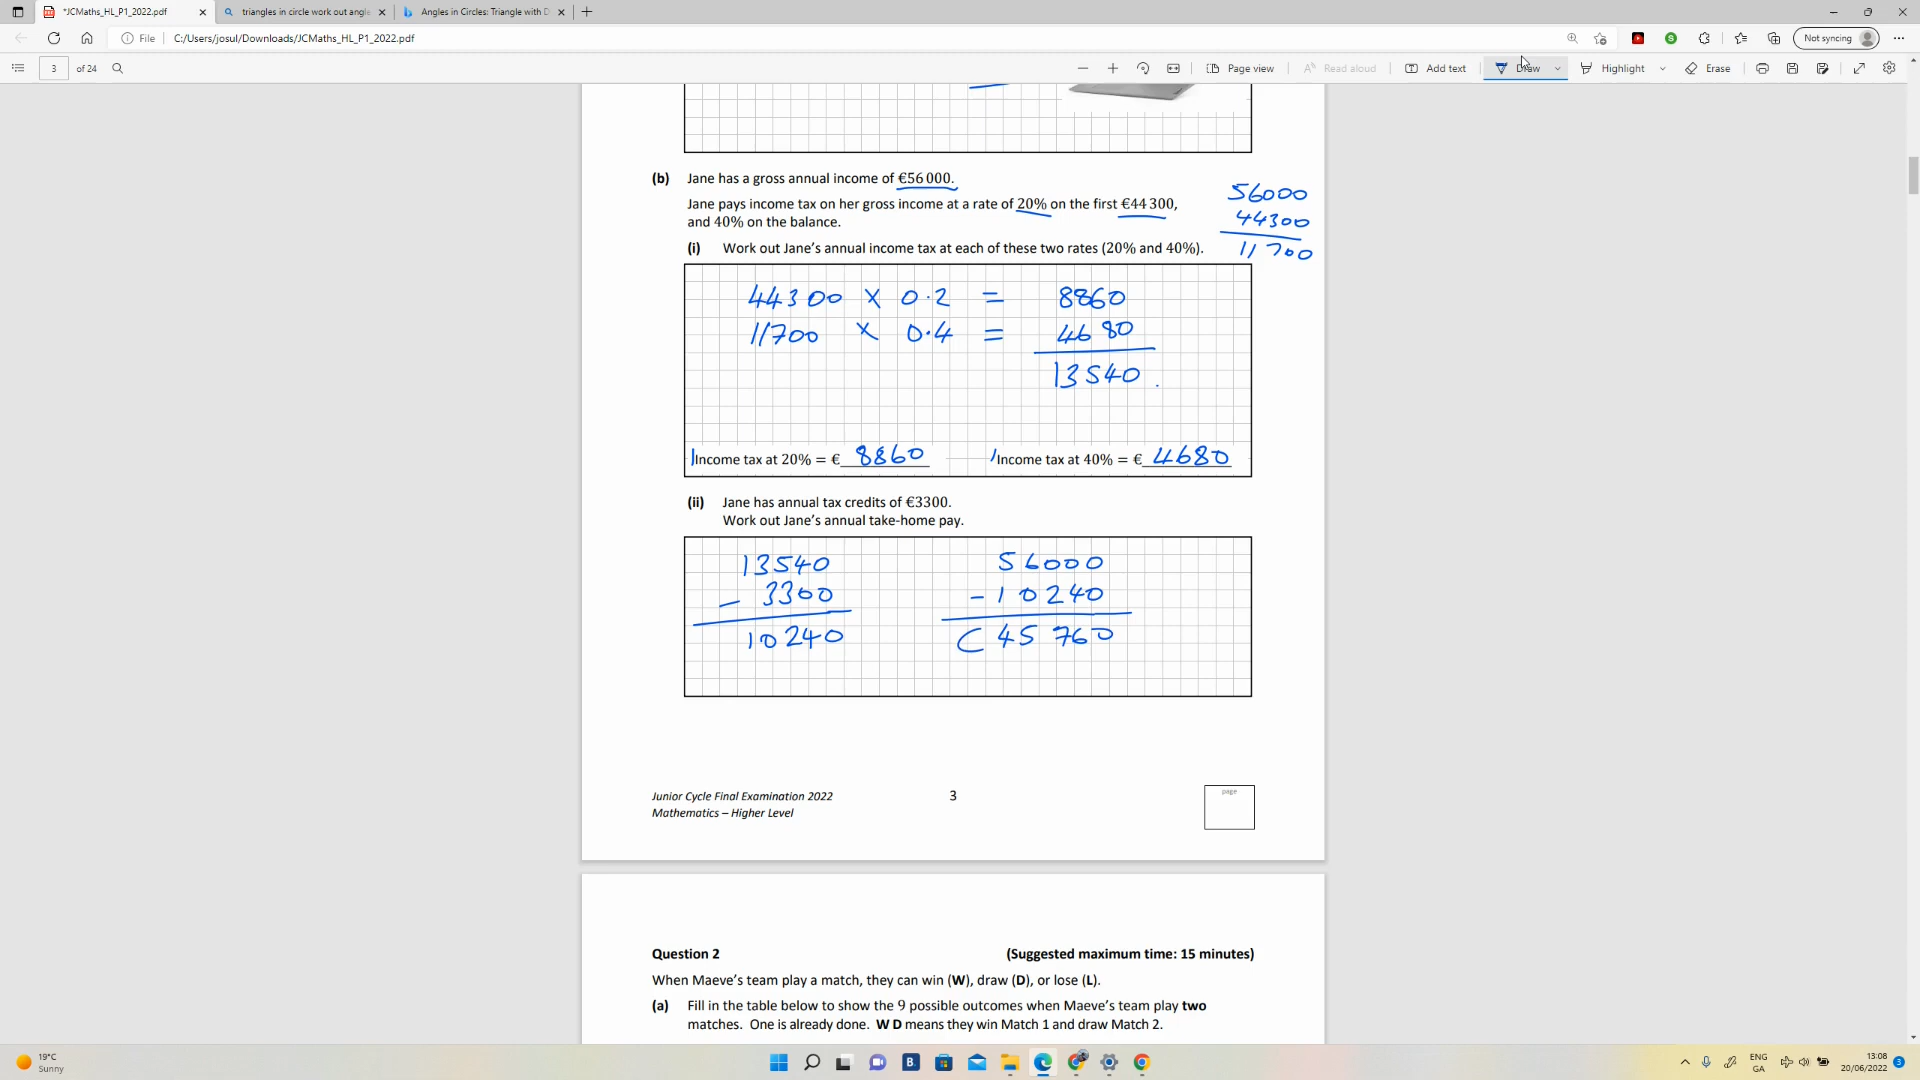 *JCMaths_HL_P1_2022.pdf
triangles in circle work out angle
Angles in Circles: Triangle with D
File
C:/Users/josul/Downloads/JCMaths_HL_P1_2022.pdf
Not syncing
3 of 24
Page view
Read aloud
Add text
Draw
Highlight
Erase
(b) Jane has a gross annual income of €56 000.
Jane pays income tax on her gross income at a rate of 20% on the first €44 300,
and 40% on the balance.
56000
44300
11700
(i) Work out Jane's annual income tax at each of these two rates (20% and 40%).
44300 x 0.2 = 8860
11700 x 0.4 = 4680
13540.
Income tax at 20% = € 8860
Income tax at 40% = € 4680
(ii) Jane has annual tax credits of €3300.
Work out Jane's annual take-home pay.
13540
- 3300
10240
56000
- 10240
C 45 760
Junior Cycle Final Examination 2022
Mathematics – Higher Level
3
page
Question 2
(Suggested maximum time: 15 minutes)
When Maeve's team play a match, they can win (W), draw (D), or lose (L).
(a) Fill in the table below to show the 9 possible outcomes when Maeve's team play two
matches. One is already done. W D means they win Match 1 and draw Match 2.
19°C
Sunny
B
ENG
GA
13:08
20/06/2022
3